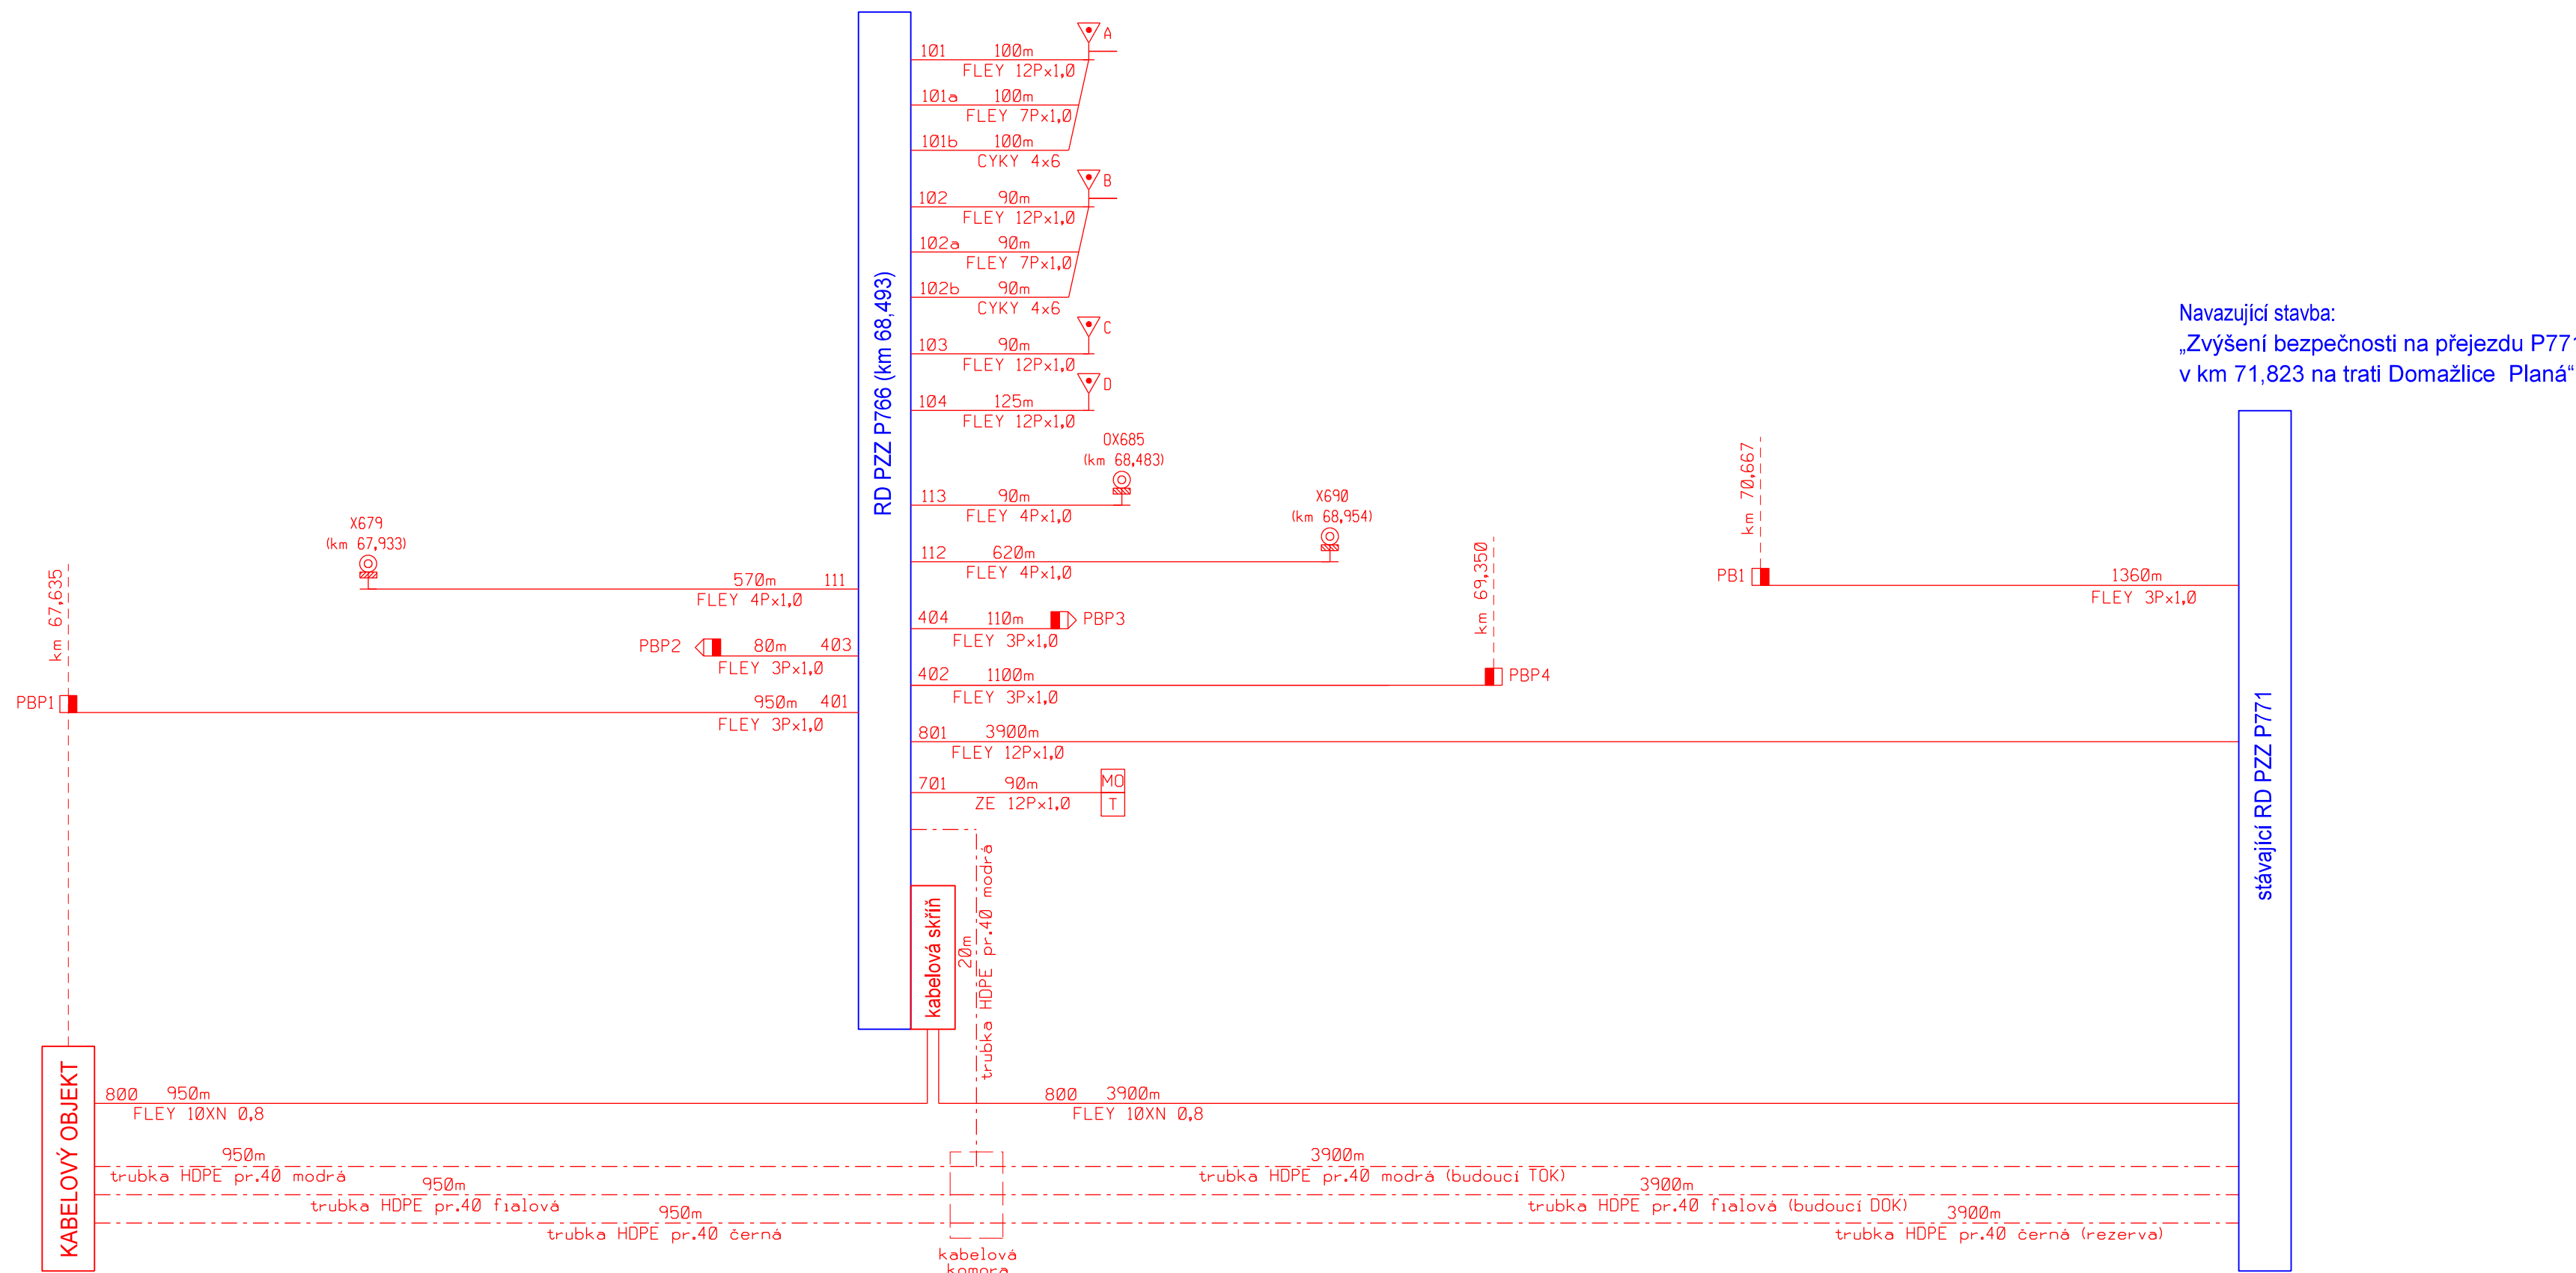 A
101 100m
FLEY 12Px1,0
101a 100m
FLEY 7Px1,0
101b 100m
CYKY 4x6
B
102 90m
FLEY 12Px1,0
102a 90m
FLEY 7Px1,0
102b 90m
CYKY 4x6
C
103 90m
FLEY 12Px1,0
D
104 125m
FLEY 12Px1,0
RD PZZ P766 (km 68,493)
Navazující stavba:
„Zvýšení bezpečnosti na přejezdu P771
v km 71,823 na trati Domažlice Planá“
OX685
(km 68,483)
113 90m
FLEY 4Px1,0
X690
(km 68,954)
112 620m
FLEY 4Px1,0
X679
(km 67,933)
570m 111
FLEY 4Px1,0
km 67,635
km 69,350
km 70,667
PB1
1360m
FLEY 3Px1,0
404 110m PBP3
FLEY 3Px1,0
PBP2 80m 403
FLEY 3Px1,0
402 1100m PBP4
FLEY 3Px1,0
PBP1 950m 401
FLEY 3Px1,0
801 3900m
FLEY 12Px1,0
701 90m MO
ZE 12Px1,0 T
stávající RD PZZ P771
kabelová skříň
20m
trubka HDPE pr.40 modrá
KABELOVÝ OBJEKT
800 950m
FLEY 10XN 0,8
800 3900m
FLEY 10XN 0,8
950m
trubka HDPE pr.40 modrá
3900m
trubka HDPE pr.40 modrá (budoucí TOK)
950m
trubka HDPE pr.40 fialová
3900m
trubka HDPE pr.40 fialová (budoucí DOK)
950m
trubka HDPE pr.40 černá
3900m
trubka HDPE pr.40 černá (rezerva)
kabelová
komora